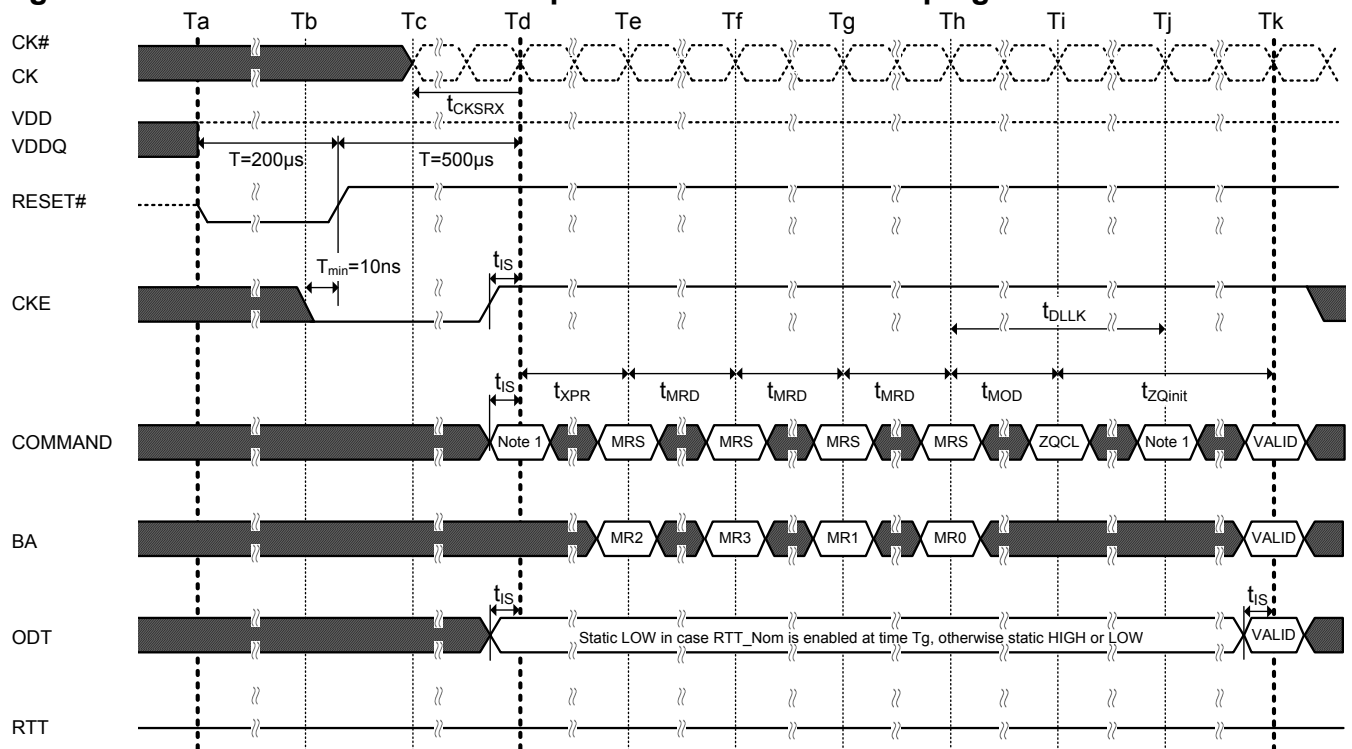 Ta Tb Tc Td Te Tf Tg Th Ti Tj Tk
CK#
CK
tCKSRX
VDD
VDDQ
T=200µs T=500µs
RESET#
Tmin=10ns tIS
CKE
tDLLK
tIS tXPR tMRD tMRD tMRD tMOD tZQinit
COMMAND Note 1 MRS MRS MRS MRS ZQCL Note 1 VALID
BA MR2 MR3 MR1 MR0 VALID
tIS tIS
ODT Static LOW in case RTT_Nom is enabled at time Tg, otherwise static HIGH or LOW VALID
RTT